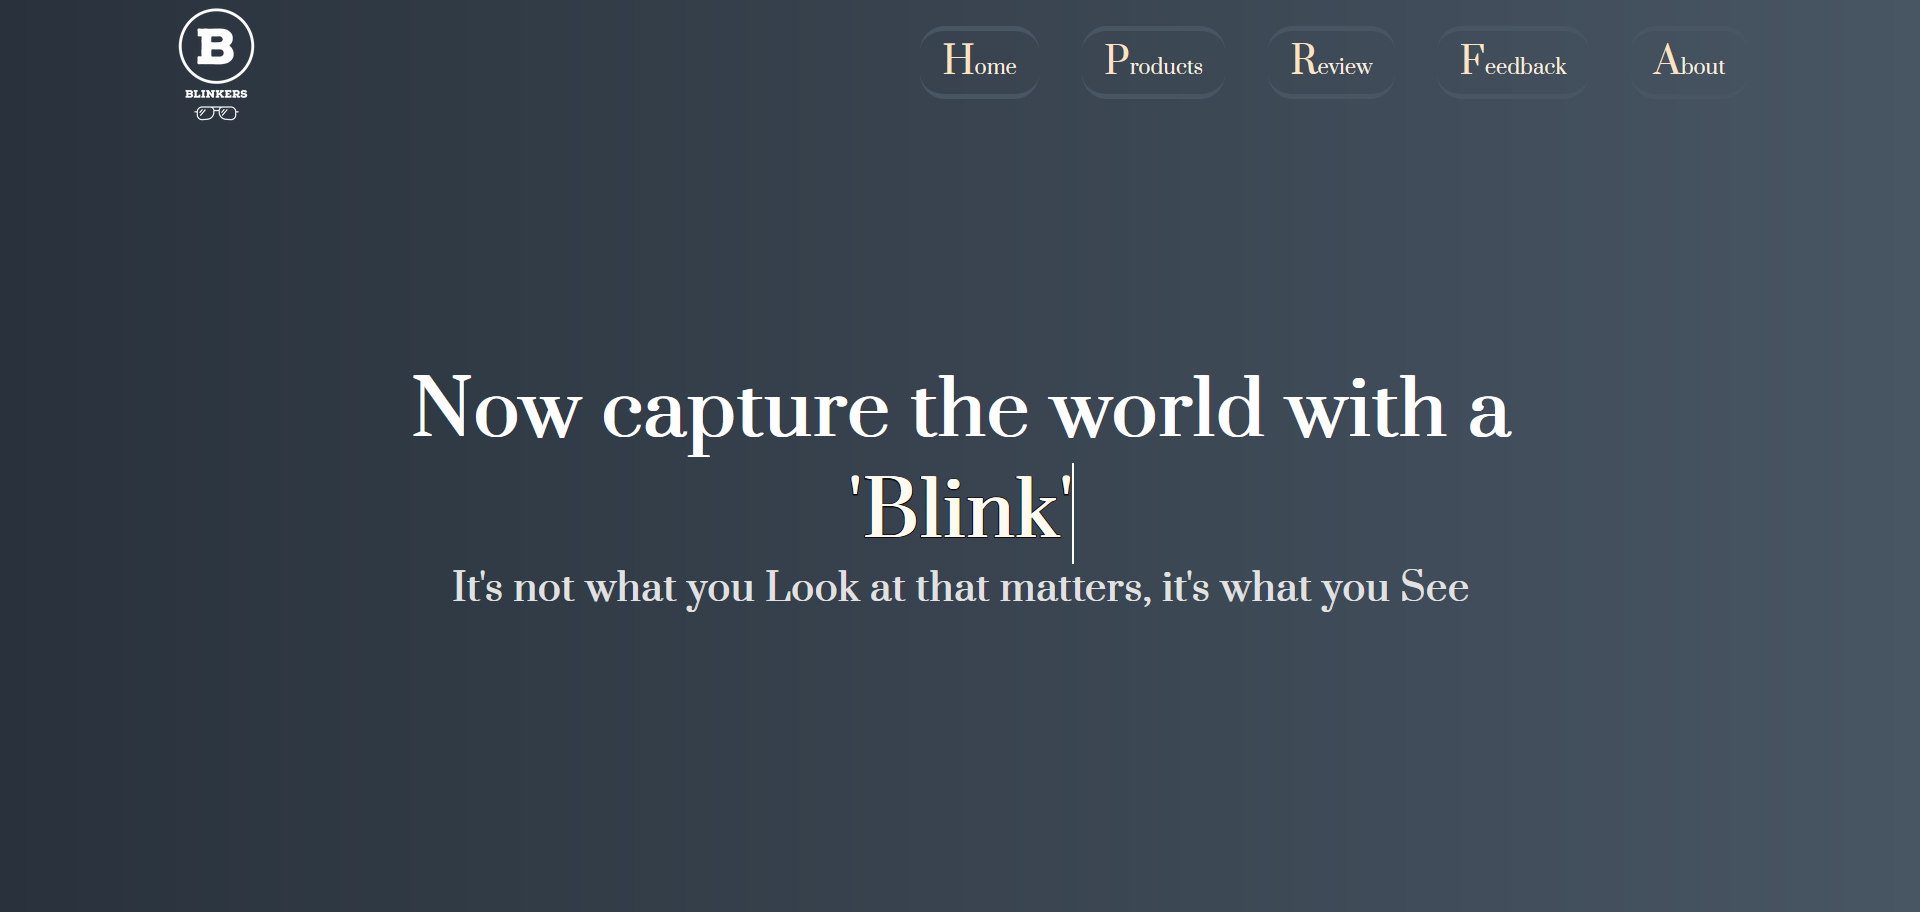 B
BLINKERS
Home Products Review Feedback About
Now capture the world with a
'Blink'
It's not what you Look at that matters, it's what you See